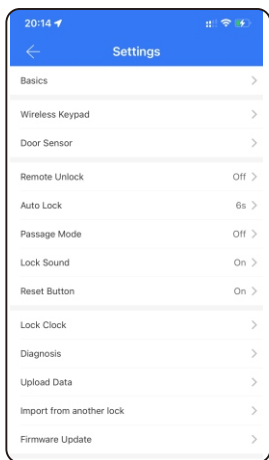 20:14
Settings
Basics
Wireless Keypad
Door Sensor
Remote Unlock Off
Auto Lock 6s
Passage Mode Off
Lock Sound On
Reset Button On
Lock Clock
Diagnosis
Upload Data
Import from another lock
Firmware Update